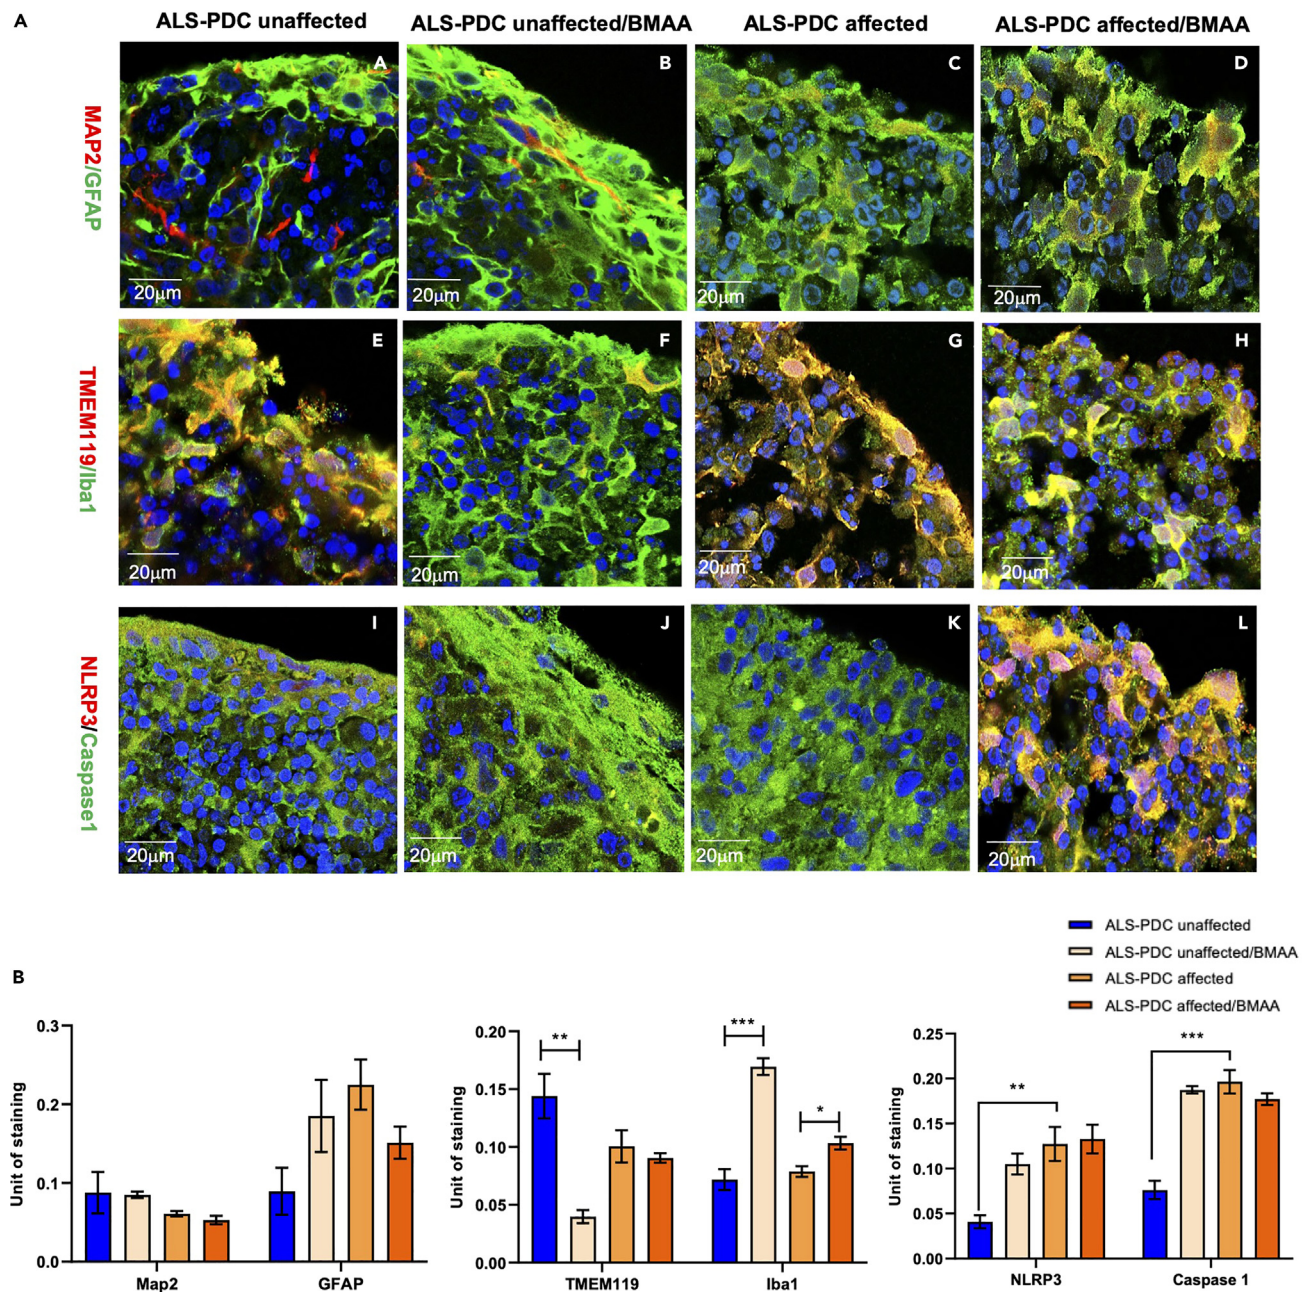 A
ALS-PDC unaffected
ALS-PDC unaffected/BMAA
ALS-PDC affected
ALS-PDC affected/BMAA
MAP2/GFAP
A
20µm
B
20µm
C
20µm
D
20µm
TMEM119/Iba1
E
20µm
F
20µm
G
20µm
H
20µm
NLRP3/Caspase1
I
20µm
J
20µm
K
20µm
L
20µm
ALS-PDC unaffected
ALS-PDC unaffected/BMAA
ALS-PDC affected
ALS-PDC affected/BMAA
B
Unit of staining
0.3
0.2
0.1
0.0
Map2
GFAP
Unit of staining
0.20
0.15
0.10
0.05
0.00
**
***
*
TMEM119
Iba1
Unit of staining
0.25
0.20
0.15
0.10
0.05
0.00
**
***
NLRP3
Caspase 1